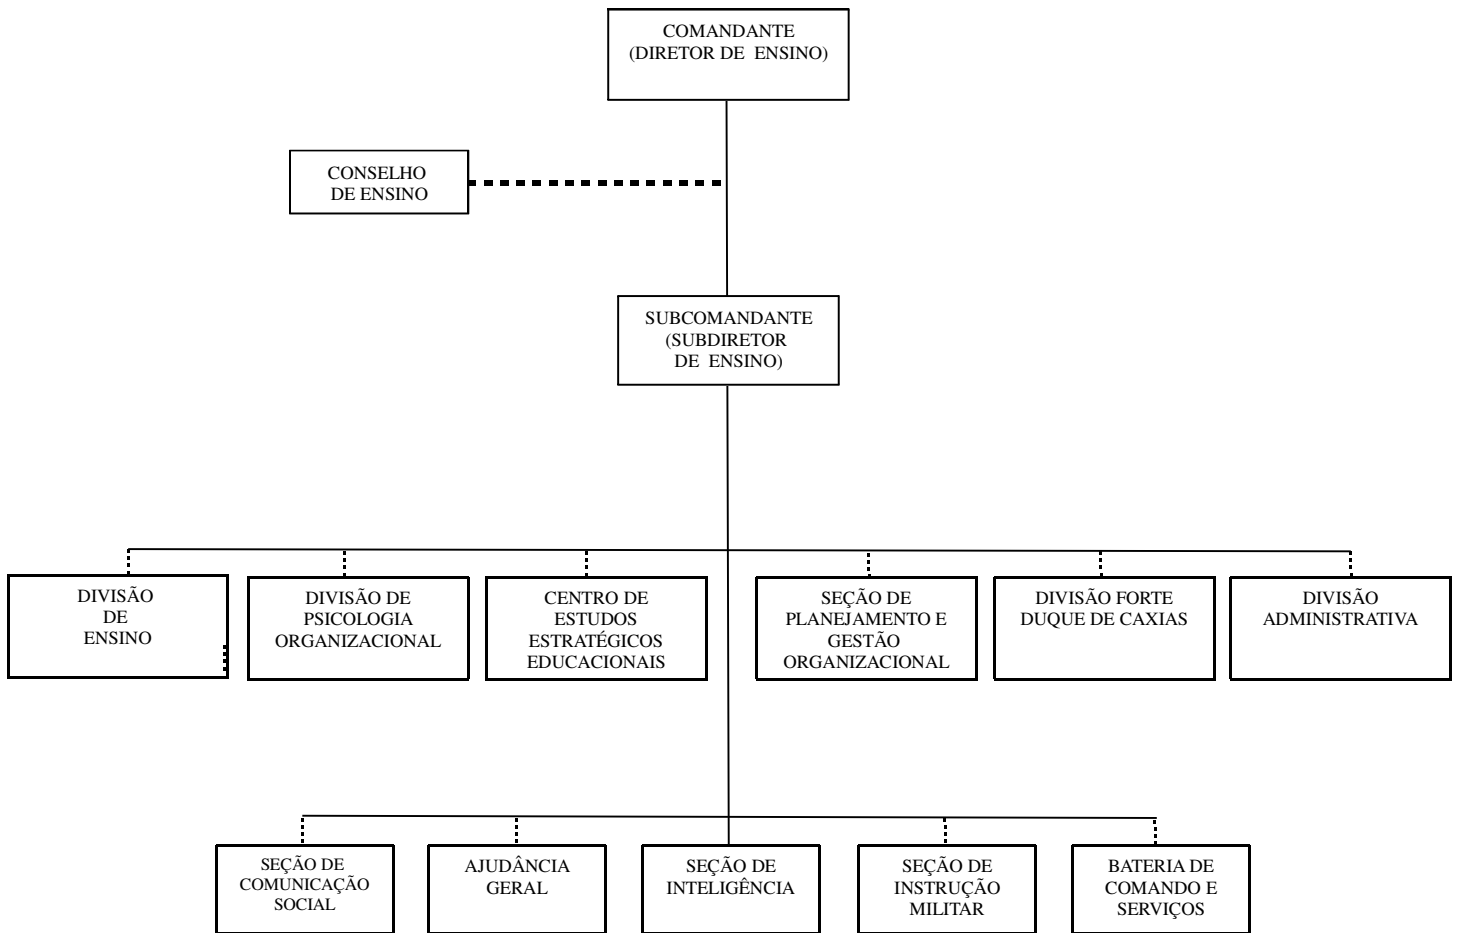 COMANDANTE
(DIRETOR DE ENSINO)
CONSELHO
DE ENSINO
SUBCOMANDANTE
(SUBDIRETOR
DE ENSINO)
DIVISÃO
DE
ENSINO
DIVISÃO DE
PSICOLOGIA
ORGANIZACIONAL
CENTRO DE
ESTUDOS
ESTRATÉGICOS
EDUCACIONAIS
SEÇÃO DE
PLANEJAMENTO E
GESTÃO
ORGANIZACIONAL
DIVISÃO FORTE
DUQUE DE CAXIAS
DIVISÃO
ADMINISTRATIVA
SEÇÃO DE
COMUNICAÇÃO
SOCIAL
AJUDÂNCIA
GERAL
SEÇÃO DE
INTELIGÊNCIA
SEÇÃO DE
INSTRUÇÃO
MILITAR
BATERIA DE
COMANDO E
SERVIÇOS